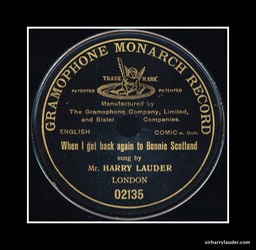 GRAMOPHONE MONARCH RECORD
TRADE MARK
PATENTED PATENTED
Manufactured by
The Gramophone Company, Limited,
and Sister Companies.
ENGLISH COMIC w. Orch.
When I get back again to Bonnie Scotland
sung by
Mr. HARRY LAUDER
LONDON
02135
sirharrylauder.com